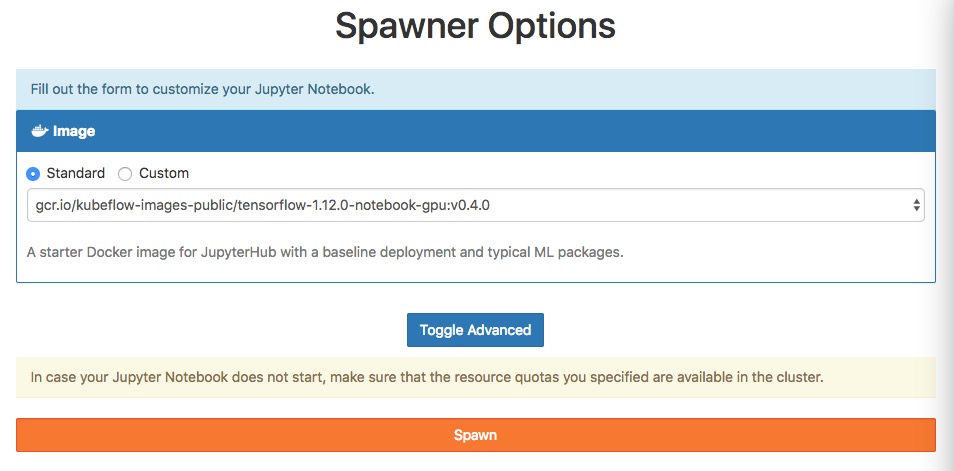 Spawner Options
Fill out the form to customize your Jupyter Notebook.
Image
Standard Custom
gcr.io/kubeflow-images-public/tensorflow-1.12.0-notebook-gpu:v0.4.0
A starter Docker image for JupyterHub with a baseline deployment and typical ML packages.
Toggle Advanced
In case your Jupyter Notebook does not start, make sure that the resource quotas you specified are available in the cluster.
Spawn